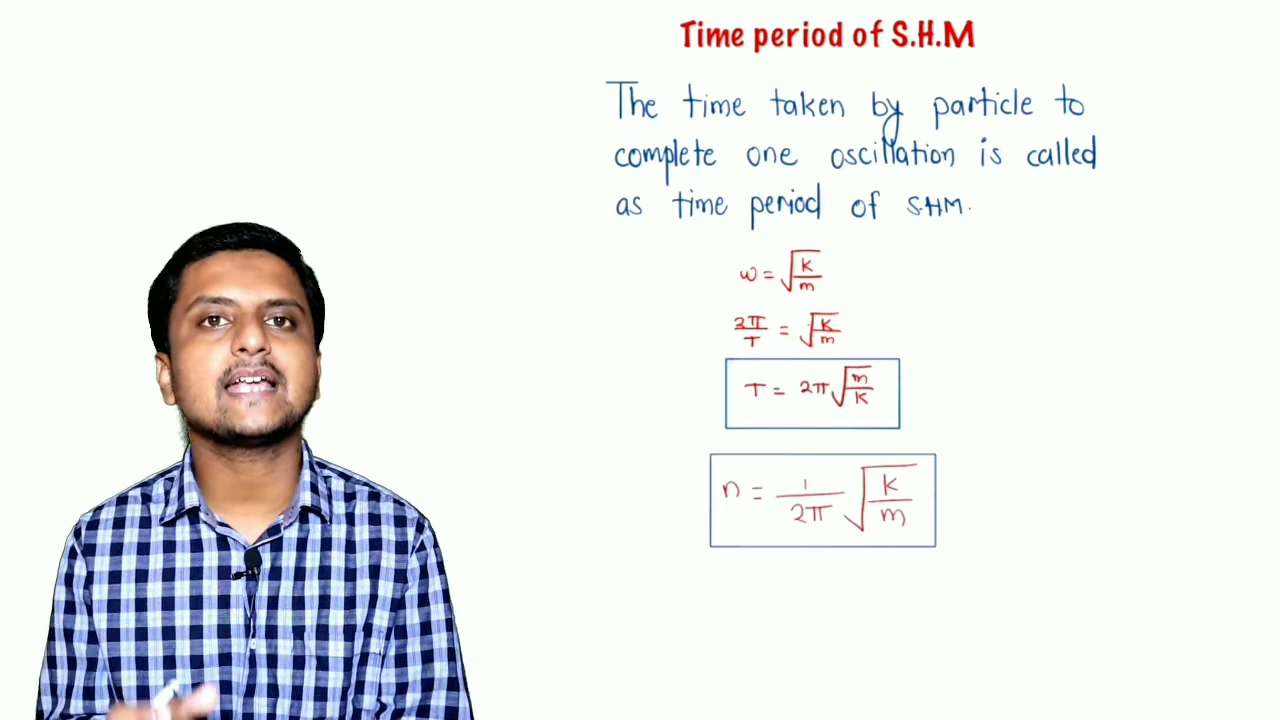 Time period of S.H.M
The time taken by particle to
complete one oscillation is called
as time period of S.H.M.
ω = √(K/m)
2π/T = √(K/m)
T = 2π√(m/K)
n = 1/2π √(K/m)